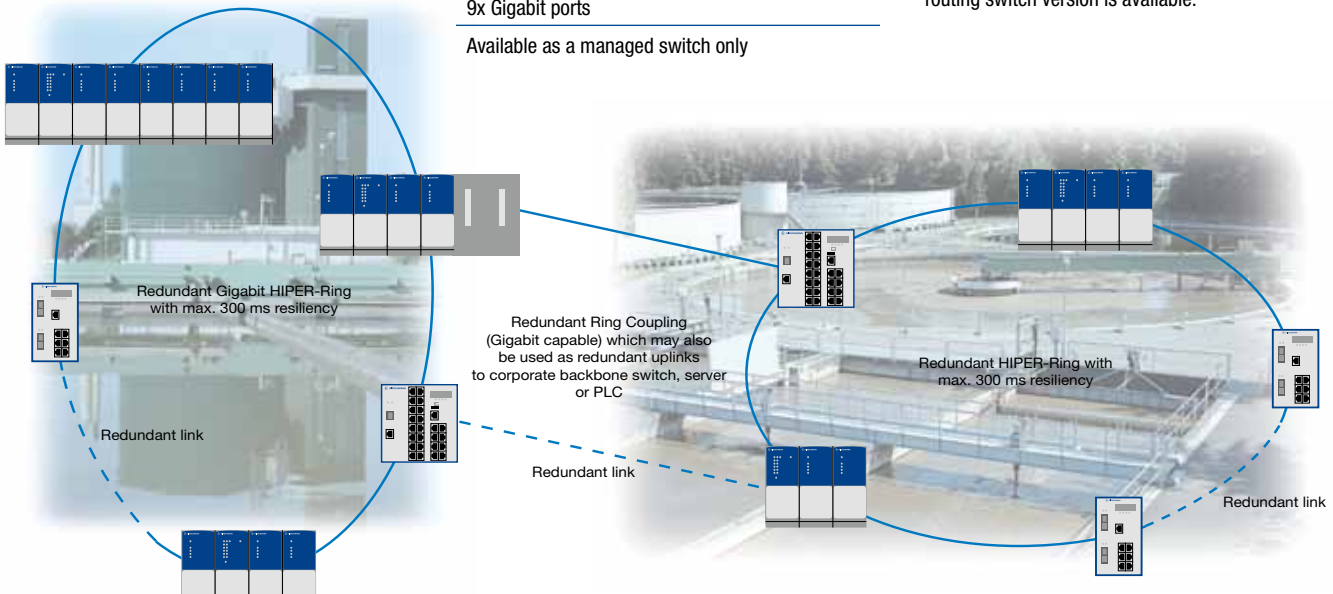 9x Gigabit ports
Available as a managed switch only
routing switch version is available.
Redundant Gigabit HIPER-Ring
with max. 300 ms resiliency
Redundant link
Redundant Ring Coupling
(Gigabit capable) which may also
be used as redundant uplinks
to corporate backbone switch, server
or PLC
Redundant link
Redundant HIPER-Ring with
max. 300 ms resiliency
Redundant link